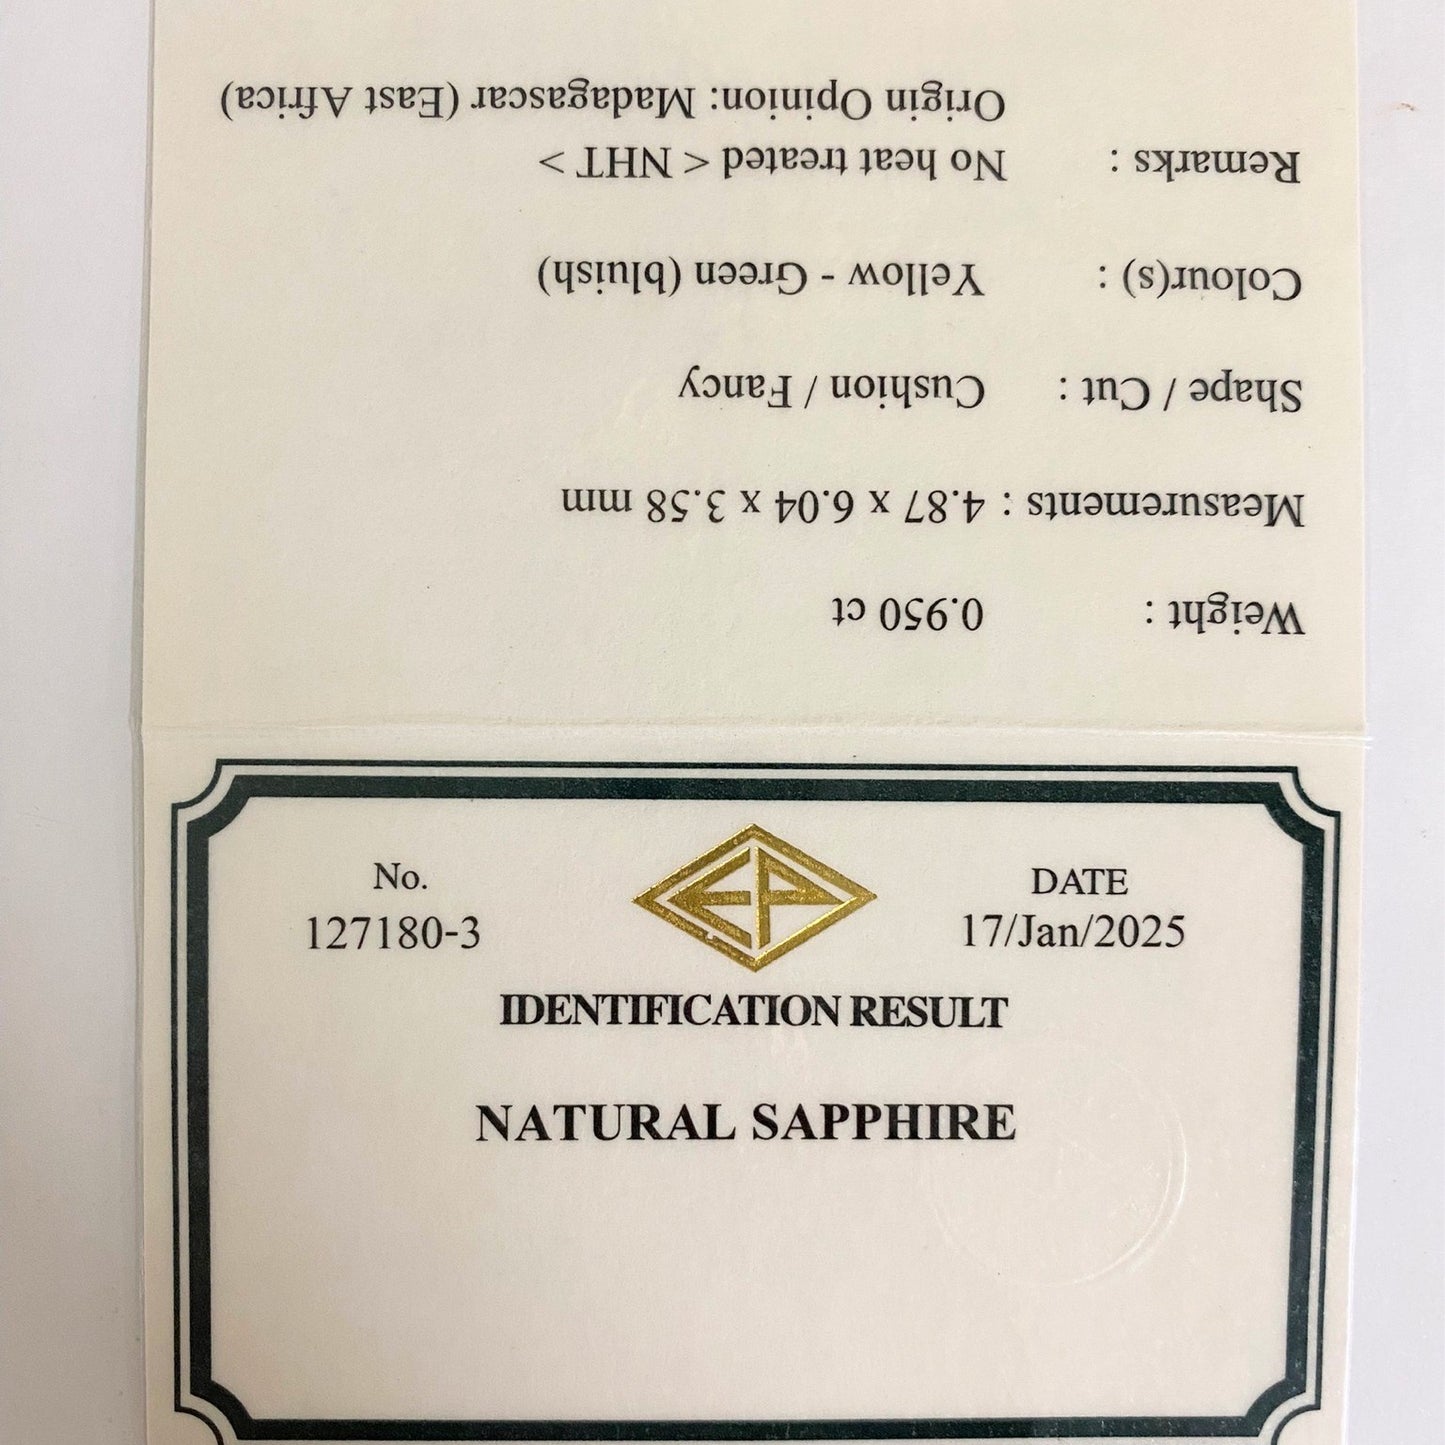 Weight : 0.950 ct
Measurements : 4.87 x 6.04 x 3.58 mm
Shape / Cut : Cushion / Fancy
Colour(s) : Yellow - Green (bluish)
Remarks : No heat treated < NHT >
Origin Opinion: Madagascar (East Africa)
No.
127180-3
EP
DATE
17/Jan/2025
IDENTIFICATION RESULT
NATURAL SAPPHIRE